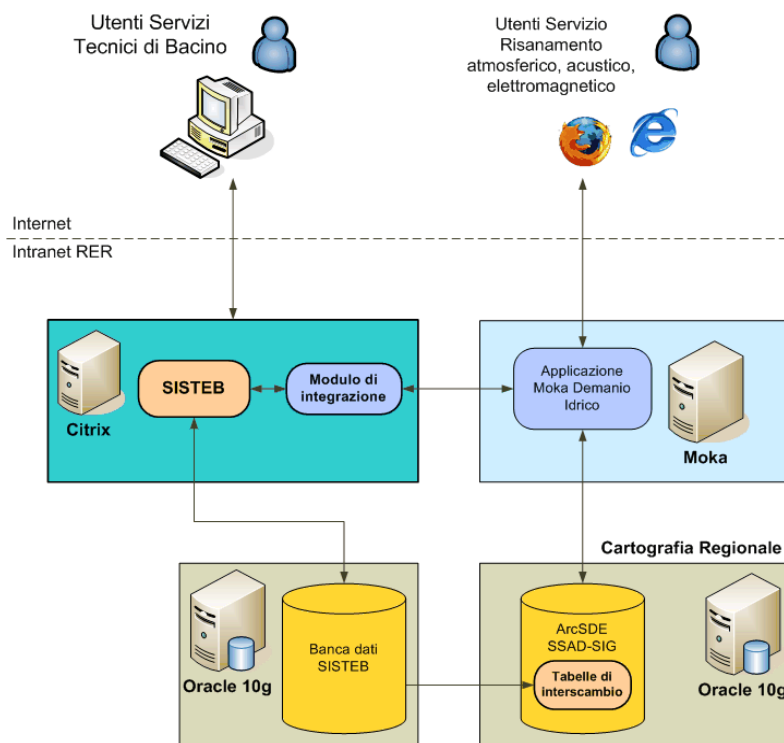 Utenti Servizi
Tecnici di Bacino
Utenti Servizio
Risanamento
atmosferico, acustico,
elettromagnetico
Internet
Intranet RER
Citrix
SISTEB
Modulo di
integrazione
Applicazione
Moka Demanio
Idrico
Moka
Cartografia Regionale
Oracle 10g
Banca dati
SISTEB
ArcSDE
SSAD-SIG
Tabelle di
interscambio
Oracle 10g